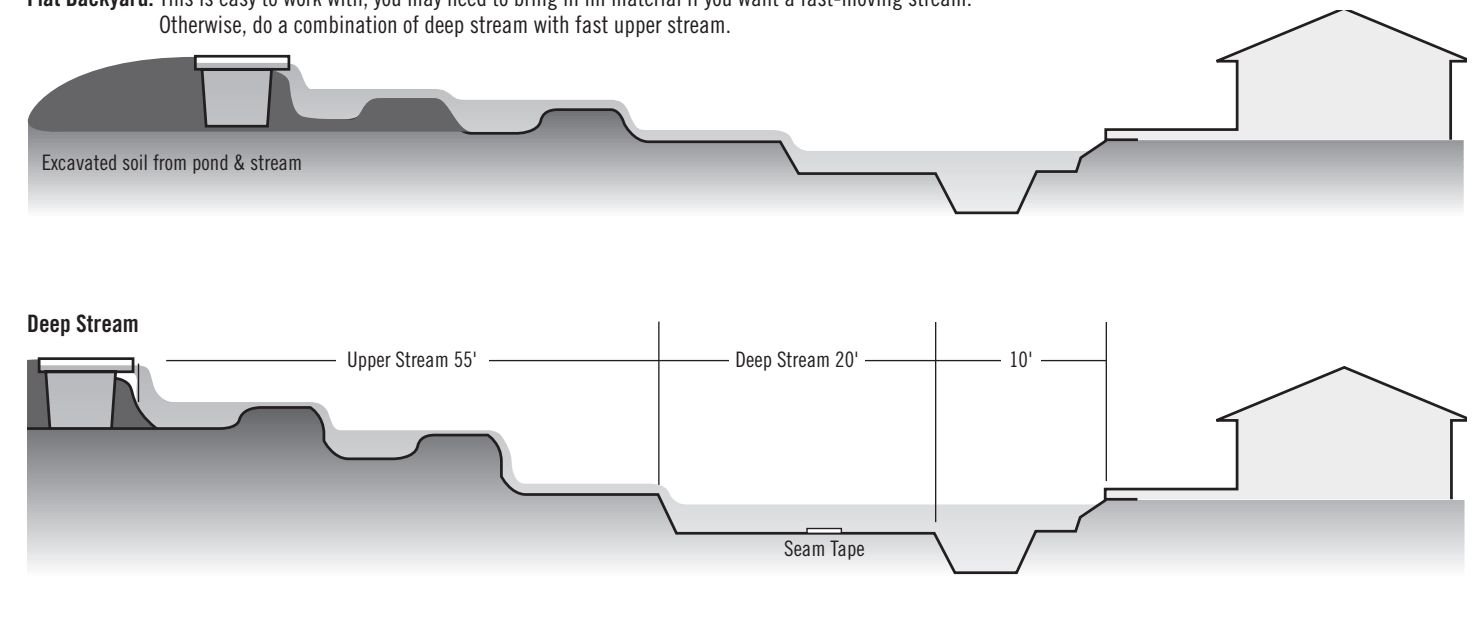 Flat Backyard: This is easy to work with, you may need to bring in fill material if you want a fast-moving stream.
Otherwise, do a combination of deep stream with fast upper stream.
Excavated soil from pond & stream
Deep Stream
Upper Stream 55'
Deep Stream 20'
10'
Seam Tape